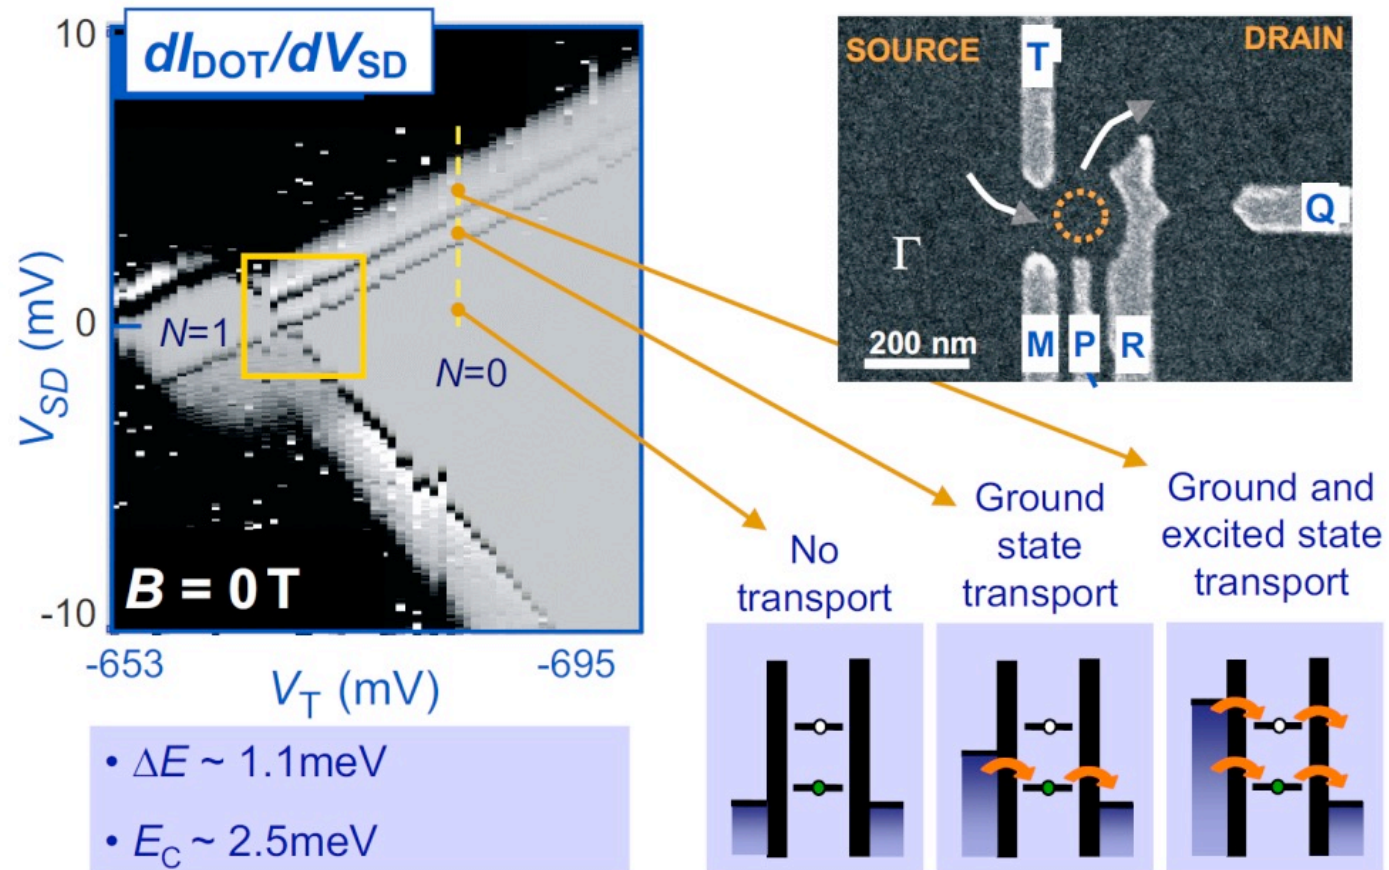 dI_DOT/dV_SD
10
0
-10
V_SD (mV)
N=1
N=0
B = 0 T
-653
-695
V_T (mV)
• ΔE ~ 1.1meV
• E_C ~ 2.5meV
SOURCE
DRAIN
T
Q
Γ
200 nm
M P R
No
transport
Ground
state
transport
Ground and
excited state
transport